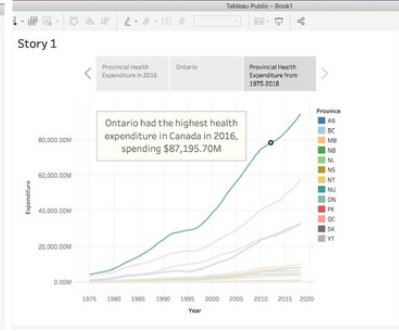 Tableau Public - Book1
Story 1
Provincial Health
Expenditure in 2016
Ontario
Provincial Health
Expenditure from
1975-2018
Ontario had the highest health
expenditure in Canada in 2016,
spending $87,195.70M
80,000.00M
60,000.00M
40,000.00M
20,000.00M
0.00M
Expenditure
1975 1980 1985 1990 1995 2000 2005 2010 2015 2020
Year
Province
AB
BC
MB
NB
NL
NS
NT
NU
ON
PE
QC
SK
YT